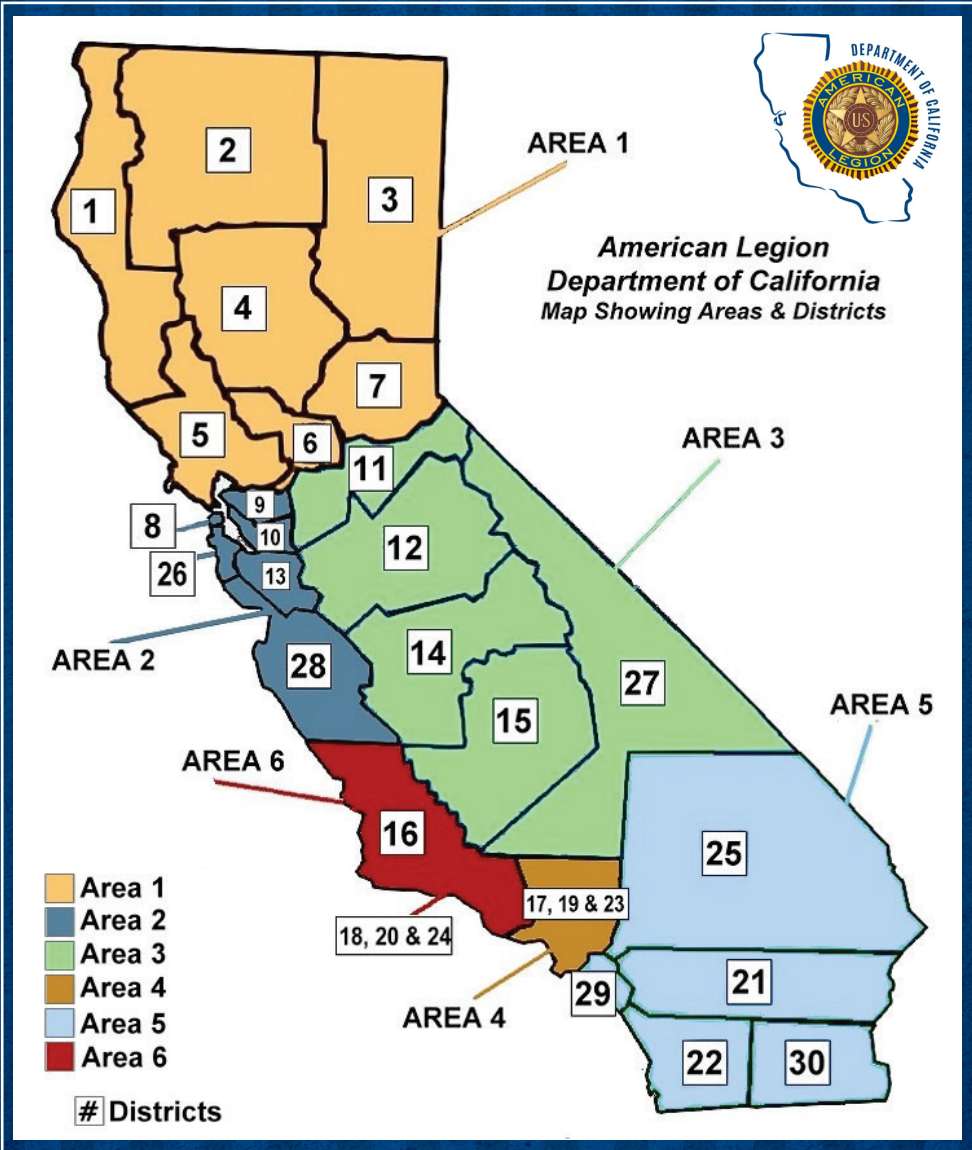 DEPARTMENT OF CALIFORNIA
AMERICAN
US
LEGION
AREA 1
American Legion
Department of California
Map Showing Areas & Districts
1
2
3
4
5
6
7
AREA 3
11
9
8
10
12
26
13
AREA 2
28
14
27
15
AREA 5
AREA 6
16
25
17, 19 & 23
18, 20 & 24
AREA 4
29
21
22
30
Area 1
Area 2
Area 3
Area 4
Area 5
Area 6
# Districts